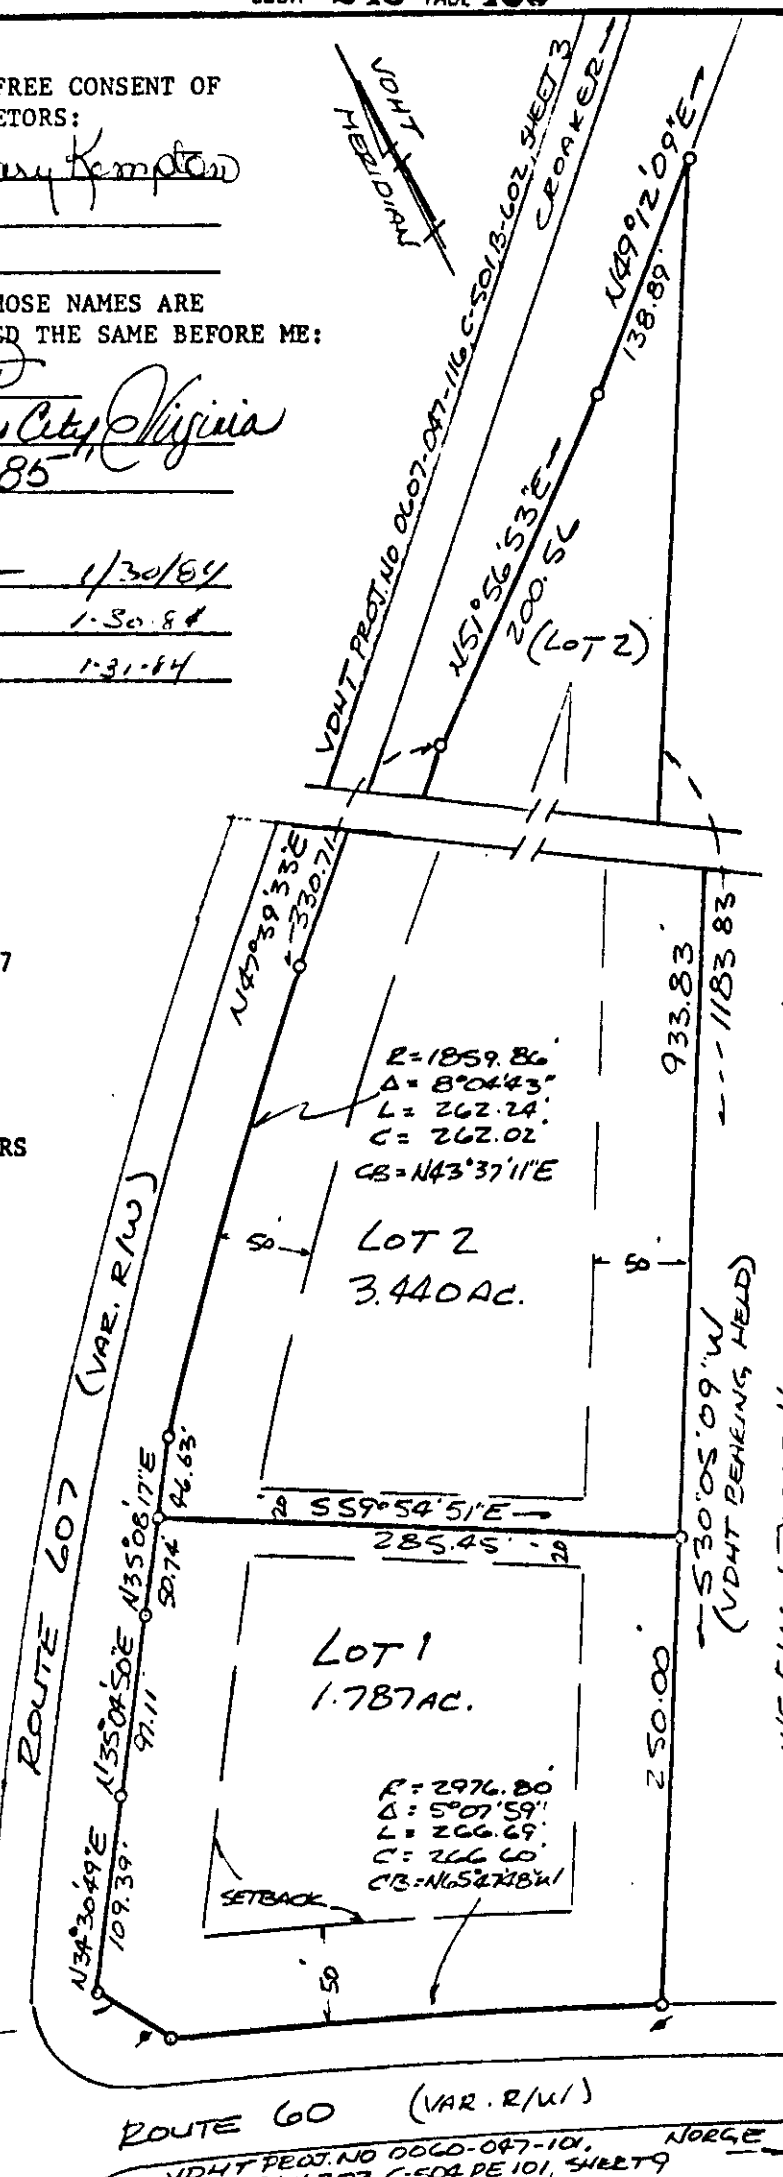 FREE CONSENT OF
ETORS:
ary Kempton
HOSE NAMES ARE
ED THE SAME BEFORE ME:
City, Virginia
85
1/30/84
1-30-84
1-31-84
7
RS
VDHT
MERIDIAN
VDHT PROJ. NO 0607-047-116, C-501, B-602, SHEET 3
CROAKER→
N49°12'09"E→
138.89'
N51°56'53"E→
200.56
(LOT 2)
N47°39'33"E
330.71
933.83'
1183.83
R=1859.86'
Δ= 8°04'43"
L= 262.24'
C= 262.02'
CB=N43°37'11"E
50'
LOT 2
3.440 AC.
50'
S30°05'09"W
(VDHT BEARING HELD)
ROUTE 607 (VAR. R/W)
46.63'
N35°08'17"E
50.74'
20'
S59°54'51"E→
285.45'
20'
N35°04'50"E
97.11'
LOT 1
1.787 AC.
250.00'
R= 2976.80'
Δ= 5°07'59"
L= 266.69'
C= 266.60'
CB=N65°47'48"W
N34°30'49"E
109.39'
SETBACK
50'
ROUTE 60 (VAR. R/W)
VDHT PROJ. NO 0060-047-101, NORGE
C-504 PE 101, SHEET 9